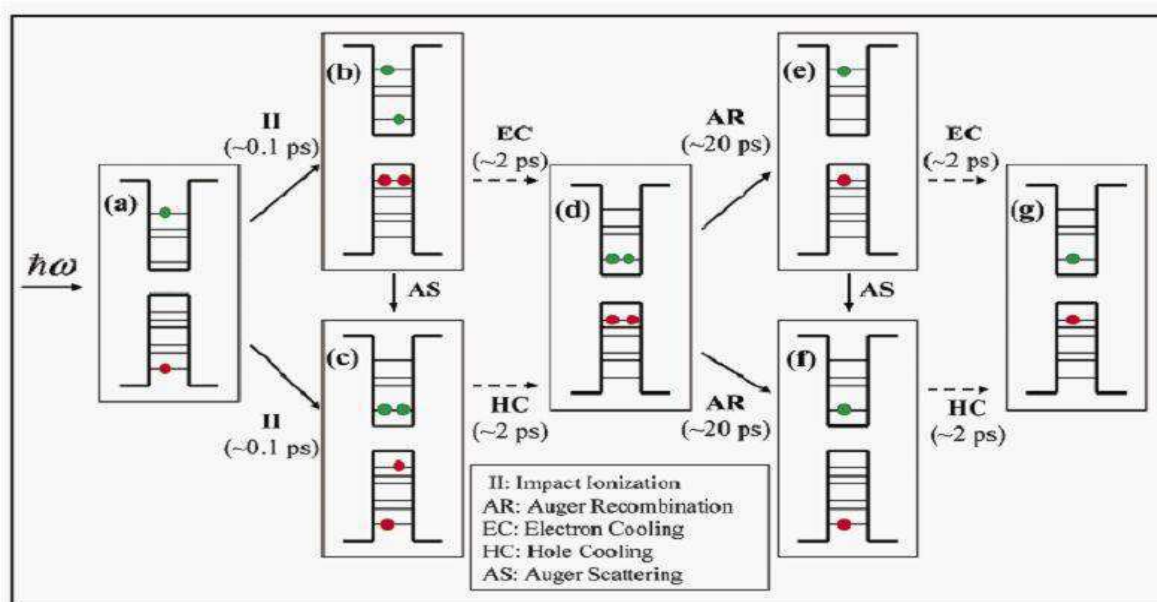 (a)
ħω
II
(~0.1 ps)
II
(~0.1 ps)
(b)
AS
(c)
EC
(~2 ps)
HC
(~2 ps)
(d)
AR
(~20 ps)
AR
(~20 ps)
(e)
AS
(f)
EC
(~2 ps)
HC
(~2 ps)
(g)
II: Impact Ionization
AR: Auger Recombination
EC: Electron Cooling
HC: Hole Cooling
AS: Auger Scattering